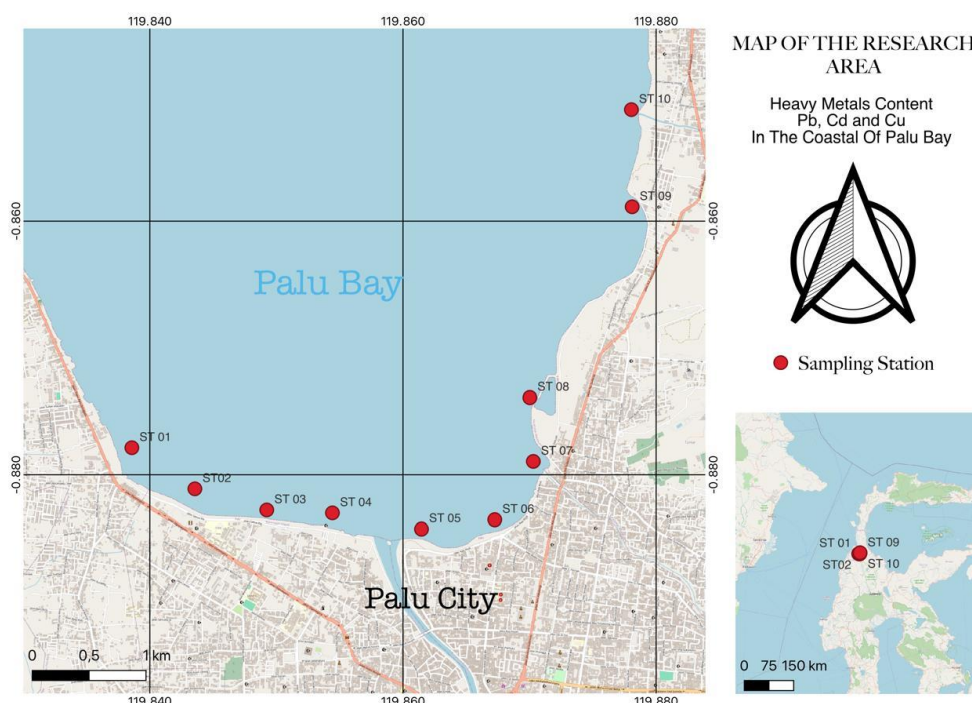 119.840
119.860
119.880
MAP OF THE RESEARCH
AREA
Heavy Metals Content
Pb, Cd and Cu
In The Coastal Of Palu Bay
ST 10
ST 09
-0.860
-0.860
Palu Bay
Sampling Station
ST 08
ST 01
ST 07
-0.880
-0.880
ST02
ST 03
ST 04
ST 05
ST 06
Palu City
ST 01
ST 09
ST02
ST 10
0
0,5
1 km
0
75
150 km
119.840
119.860
119.880